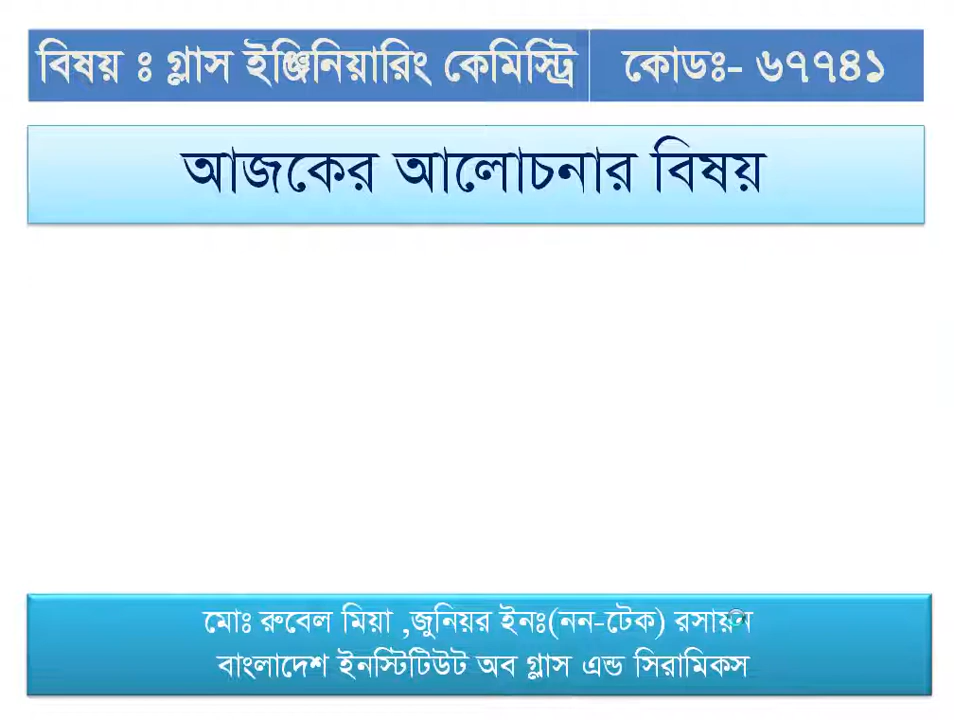 বিষয় ঃ গ্লাস ইঞ্জিনিয়ারিং কেমিস্ট্রি কোডঃ- ৬৭৭৪১
আজকের আলোচনার বিষয়
মোঃ রুবেল মিয়া ,জুনিয়র ইনঃ(নন-টেক) রসায়ন
বাংলাদেশ ইনস্টিটিউট অব গ্লাস এন্ড সিরামিকস